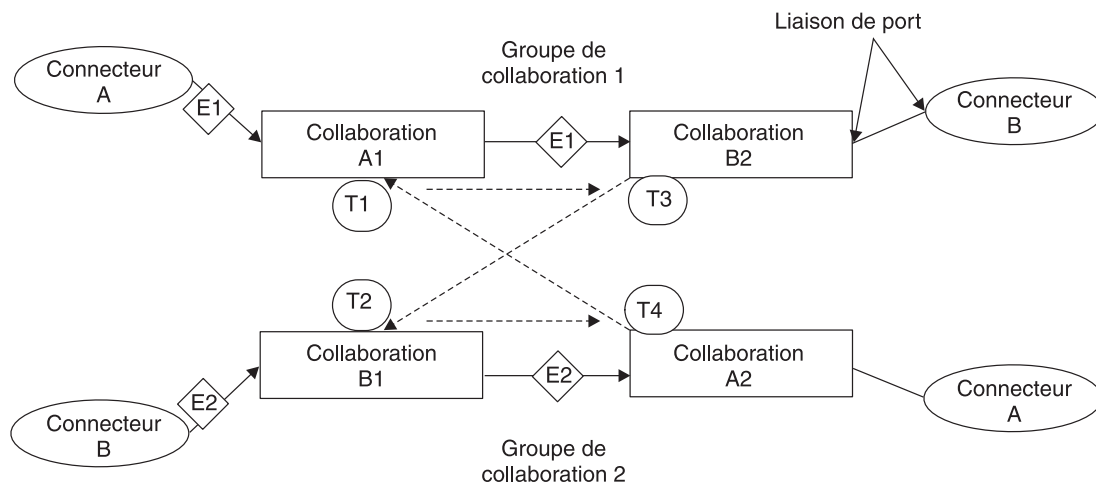 Liaison de port
Groupe de
collaboration 1
Connecteur
A
E1
Collaboration
A1
E1
Collaboration
B2
Connecteur
B
T1
T3
T2
T4
Collaboration
B1
E2
Collaboration
A2
E2
Connecteur
B
Connecteur
A
Groupe de
collaboration 2